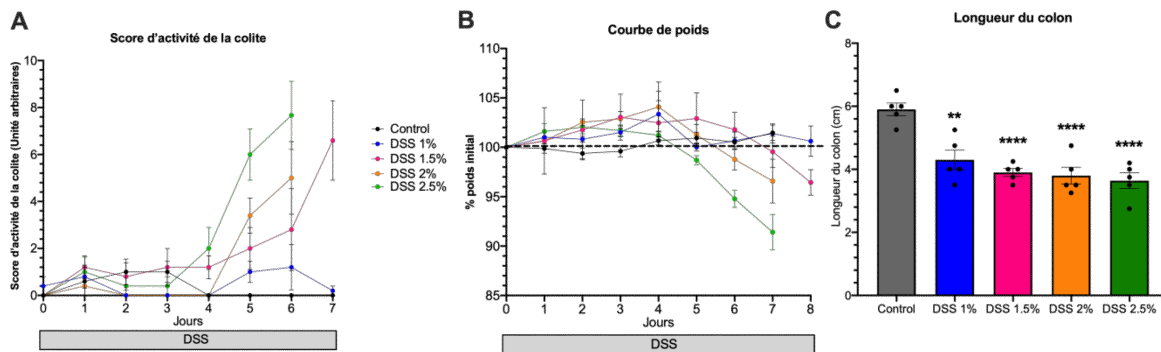 A
Score d'activité de la colite
Score d'activité de la colite (Unité arbitraires)
10
8
6
4
2
0
0 1 2 3 4 5 6 7
Jours
DSS
Control
DSS 1%
DSS 1.5%
DSS 2%
DSS 2.5%
B
Courbe de poids
% poids initial
110
105
100
95
90
85
0 1 2 3 4 5 6 7 8
Jours
DSS
C
Longueur du colon
Longueur du colon (cm)
8
6
4
2
0
**
****
****
****
Control DSS 1% DSS 1.5% DSS 2% DSS 2.5%